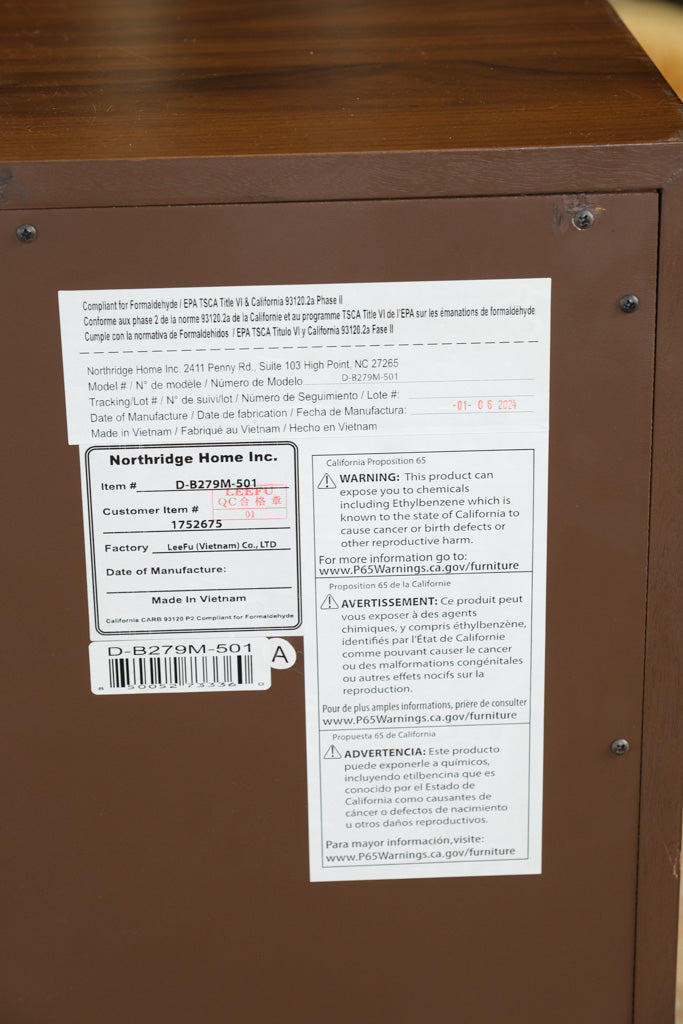 Compliant for Formaldehyde / EPA TSCA Title VI & California 93120.2a Phase II
Conforme aux phase 2 de la norme 93120.2a de la Californie et au programme TSCA Title VI de l'EPA sur les émanations de formaldéhyde
Cumple con la normativa de Formaldehidos / EPA TSCA Titulo VI y California 93120.2a Fase II
Northridge Home Inc. 2411 Penny Rd., Suite 103 High Point, NC 27265
Model # / N° de modèle / Número de Modelo D-B279M-501
Tracking/Lot # / N° de suivi/lot / Número de Seguimiento / Lote #:
Date of Manufacture / Date de fabrication / Fecha de Manufactura: -01- 06 2024
Made in Vietnam / Fabriqué au Vietnam / Hecho en Vietnam
Northridge Home Inc.
Item # D-B279M-501
LEEFU
QC合格章
01
Customer Item #
1752675
Factory LeeFu (Vietnam) Co., LTD
Date of Manufacture:
Made In Vietnam
California CARB 93120 P2 Compliant for Formaldehyde
D-B279M-501
A
8 50052 73336 0
California Proposition 65
WARNING: This product can
expose you to chemicals
including Ethylbenzene which is
known to the state of California to
cause cancer or birth defects or
other reproductive harm.
For more information go to:
www.P65Warnings.ca.gov/furniture
Proposition 65 de la Californie
AVERTISSEMENT: Ce produit peut
vous exposer à des agents
chimiques, y compris éthylbenzène,
identifiés par l'État de Californie
comme pouvant causer le cancer
ou des malformations congénitales
ou autres effets nocifs sur la
reproduction.
Pour de plus amples informations, prière de consulter
www.P65Warnings.ca.gov/furniture
Propuesta 65 de California
ADVERTENCIA: Este producto
puede exponerle a químicos,
incluyendo etilbencina que es
conocido por el Estado de
California como causantes de
cáncer o defectos de nacimiento
u otros daños reproductivos.
Para mayor información,visite:
www.P65Warnings.ca.gov/furniture